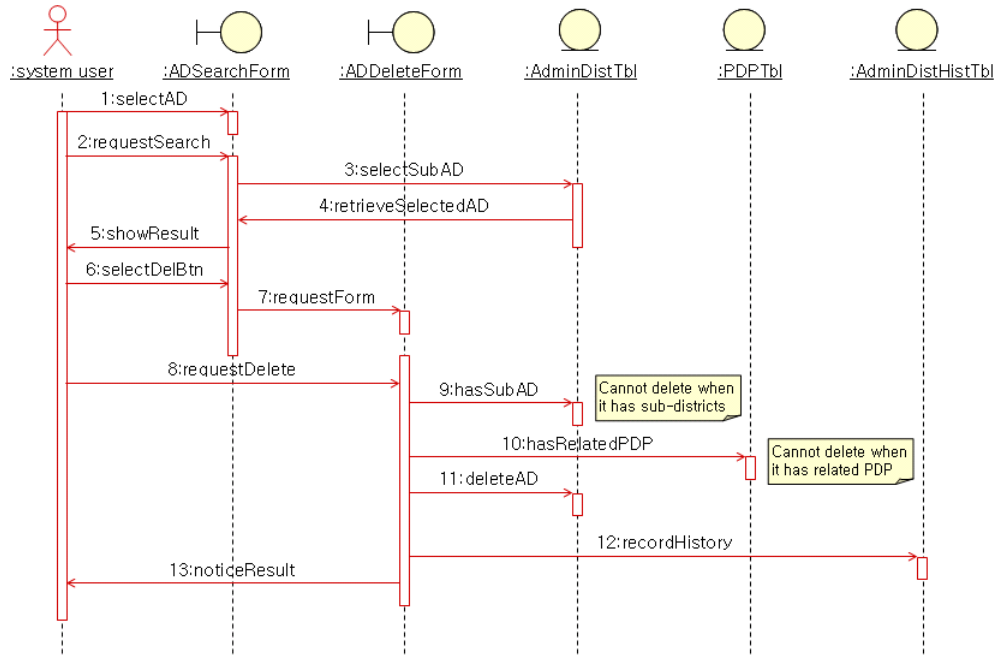 :system user
:ADSearchForm
:ADDeleteForm
:AdminDistTbl
:PDPTbl
:AdminDistHistTbl
1:selectAD
2:requestSearch
3:selectSubAD
4:retrieveSelectedAD
5:showResult
6:selectDelBtn
7:requestForm
8:requestDelete
9:hasSubAD
Cannot delete when
it has sub-districts
10:hasRelatedPDP
Cannot delete when
it has related PDP
11:deleteAD
12:recordHistory
13:noticeResult